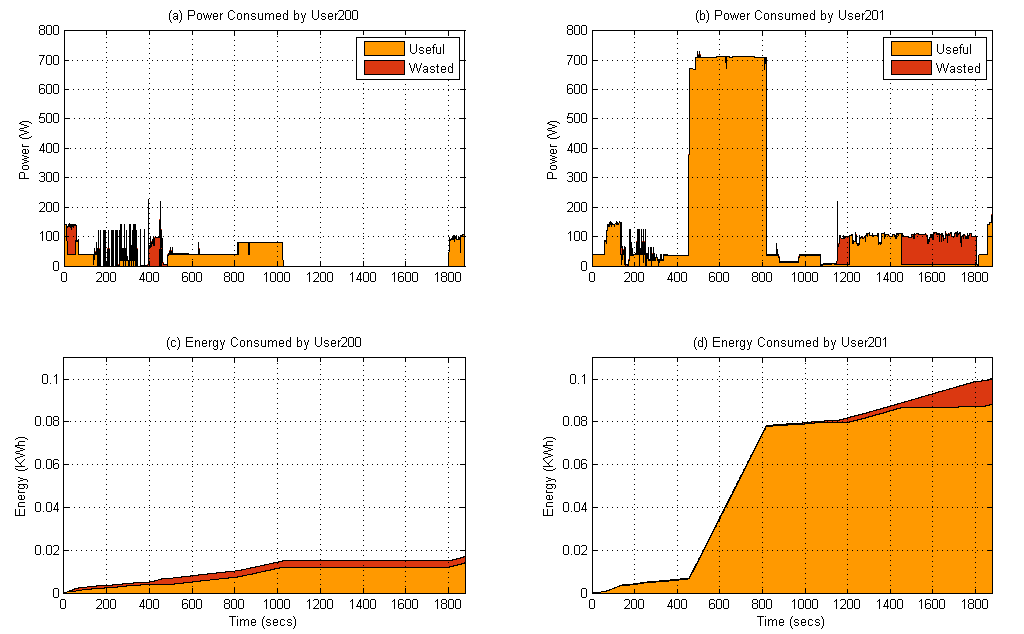 (a) Power Consumed by User200
800
700
600
500
400
300
200
100
0
Power (W)
Useful
Wasted
0 200 400 600 800 1000 1200 1400 1600 1800
(b) Power Consumed by User201
800
700
600
500
400
300
200
100
0
Power (W)
Useful
Wasted
0 200 400 600 800 1000 1200 1400 1600 1800
(c) Energy Consumed by User200
0.1
0.08
0.06
0.04
0.02
0
Energy (KWh)
0 200 400 600 800 1000 1200 1400 1600 1800
Time (secs)
(d) Energy Consumed by User201
0.1
0.08
0.06
0.04
0.02
0
Energy (KWh)
0 200 400 600 800 1000 1200 1400 1600 1800
Time (secs)